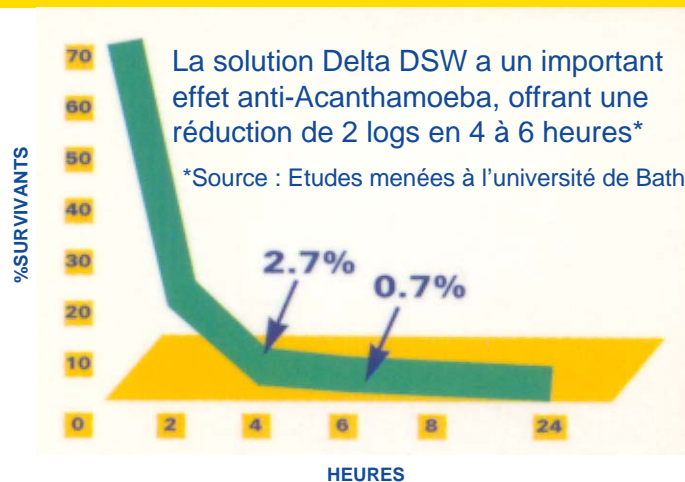 La solution Delta DSW a un important
effet anti-Acanthamoeba, offrant une
réduction de 2 logs en 4 à 6 heures*
*Source : Etudes menées à l'université de Bath
%SURVIVANTS
70
60
50
40
30
20
10
2.7%
0.7%
0 2 4 6 8 24
HEURES